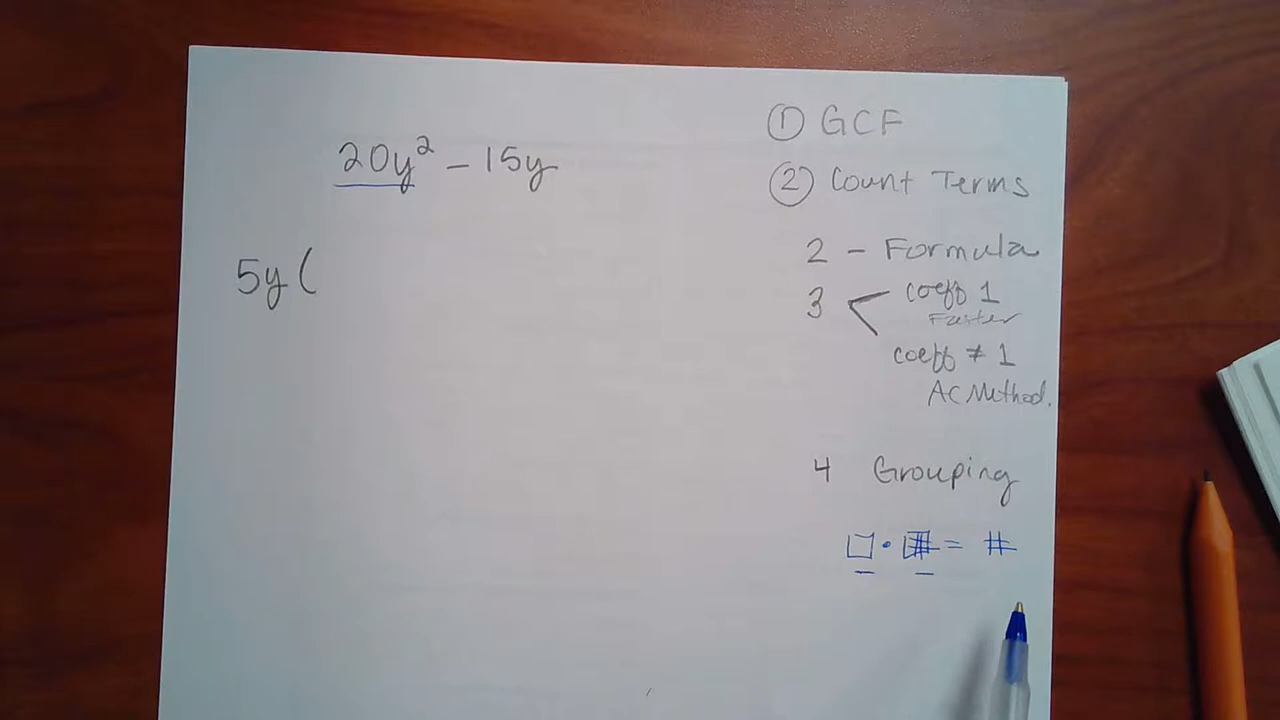 20y² – 15y
5y (
① GCF
② Count Terms
2 – Formula
3 < coeff 1
Faster
coeff ≠ 1
AC Method.
4 Grouping
□ · # = #